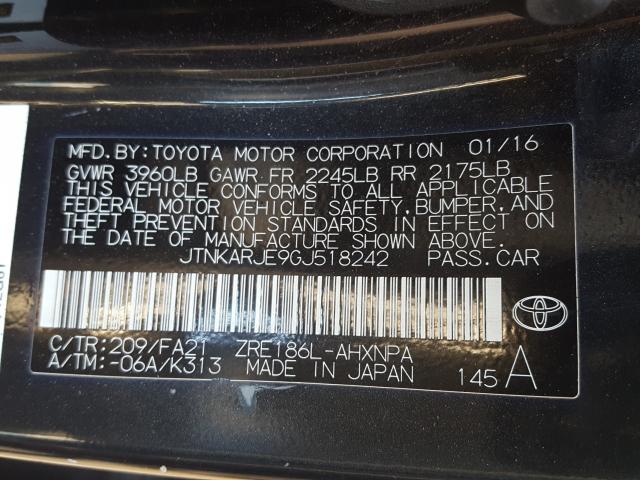 MFD.BY:TOYOTA MOTOR CORPORATION 01/16
GVWR 3960LB GAWR FR 2245LB RR 2175LB
THIS VEHICLE CONFORMS TO ALL APPLICABLE
FEDERAL MOTOR VEHICLE SAFETY,BUMPER,AND
THEFT PREVENTION STANDARDS IN EFFECT ON
THE DATE OF MANUFACTURE SHOWN ABOVE.
JTNKARJE9GJ518242 PASS.CAR
C/TR:209/FA21 ZRE186L-AHXNPA
A/TM:-06A/K313 MADE IN JAPAN 145 A